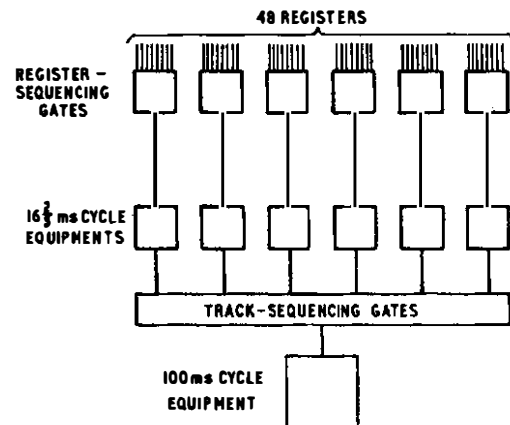 48 REGISTERS
REGISTER -
SEQUENCING
GATES
16⅔ ms CYCLE
EQUIPMENTS
TRACK-SEQUENCING GATES
100ms CYCLE
EQUIPMENT